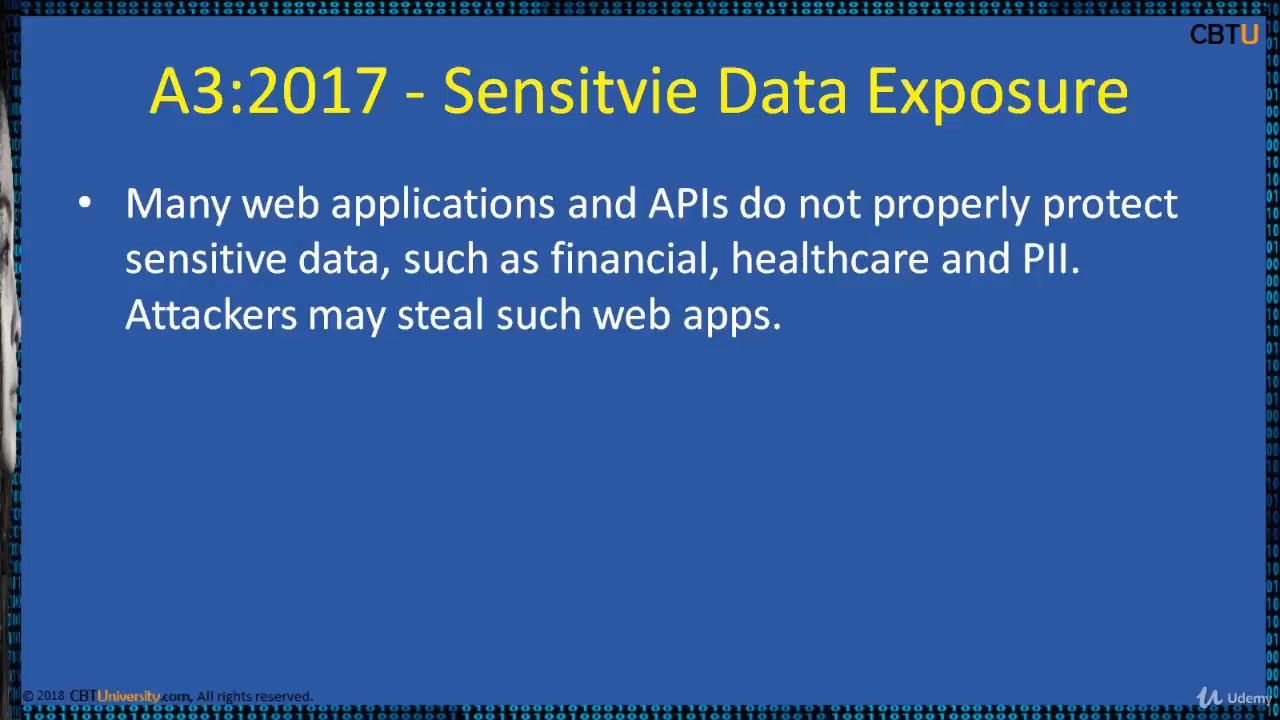 CBTU
A3:2017 - Sensitvie Data Exposure
• Many web applications and APIs do not properly protect
sensitive data, such as financial, healthcare and PII.
Attackers may steal such web apps.
© 2018 CBTUniversity.com, All rights reserved.
Udemy